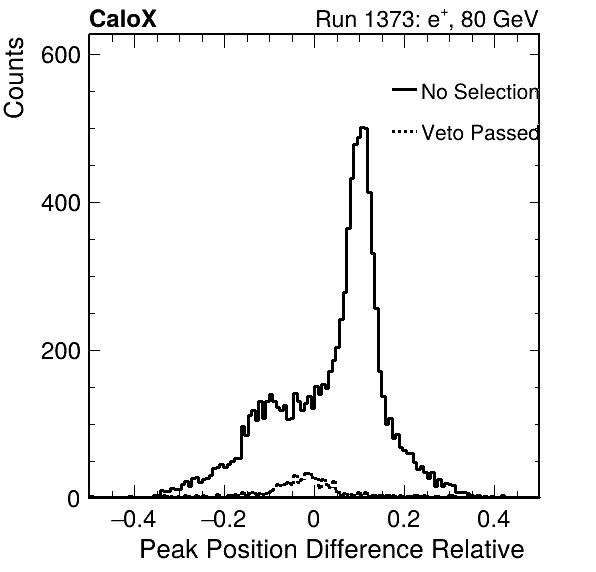 CaloX Run 1373: e⁺, 80 GeV
Counts
600
No Selection
Veto Passed
400
200
0
−0.4 −0.2 0 0.2 0.4
Peak Position Difference Relative